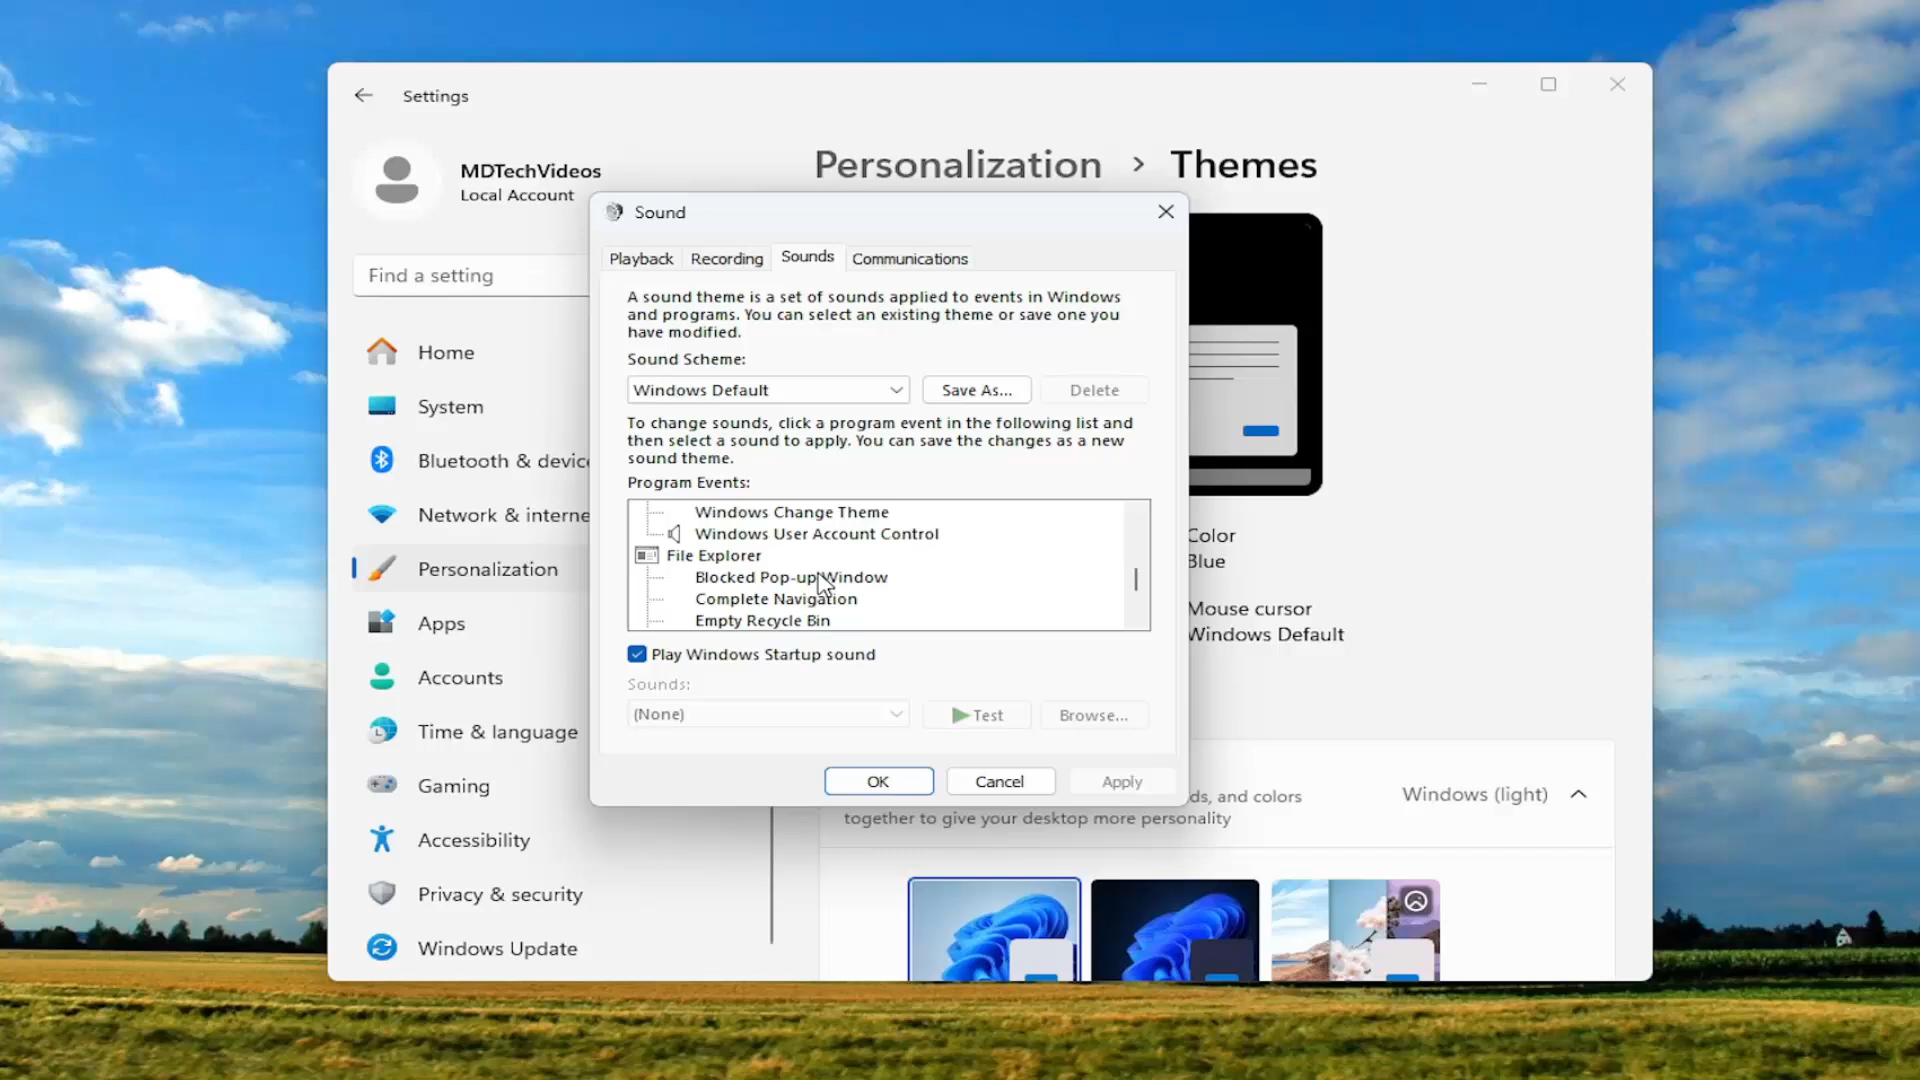 Settings
MDTechVideos
Local Account
Find a setting
Home
System
Bluetooth & device
Network & interne
Personalization
Apps
Accounts
Time & language
Gaming
Accessibility
Privacy & security
Windows Update
Personalization > Themes
Sound
Playback Recording Sounds Communications
A sound theme is a set of sounds applied to events in Windows
and programs. You can select an existing theme or save one you
have modified.
Sound Scheme:
Windows Default Save As... Delete
To change sounds, click a program event in the following list and
then select a sound to apply. You can save the changes as a new
sound theme.
Program Events:
Windows Change Theme
Windows User Account Control
File Explorer
Blocked Pop-up Window
Complete Navigation
Empty Recycle Bin
Play Windows Startup sound
Sounds:
(None) Test Browse...
OK Cancel Apply
Color
Blue
Mouse cursor
Windows Default
ds, and colors
together to give your desktop more personality
Windows (light)